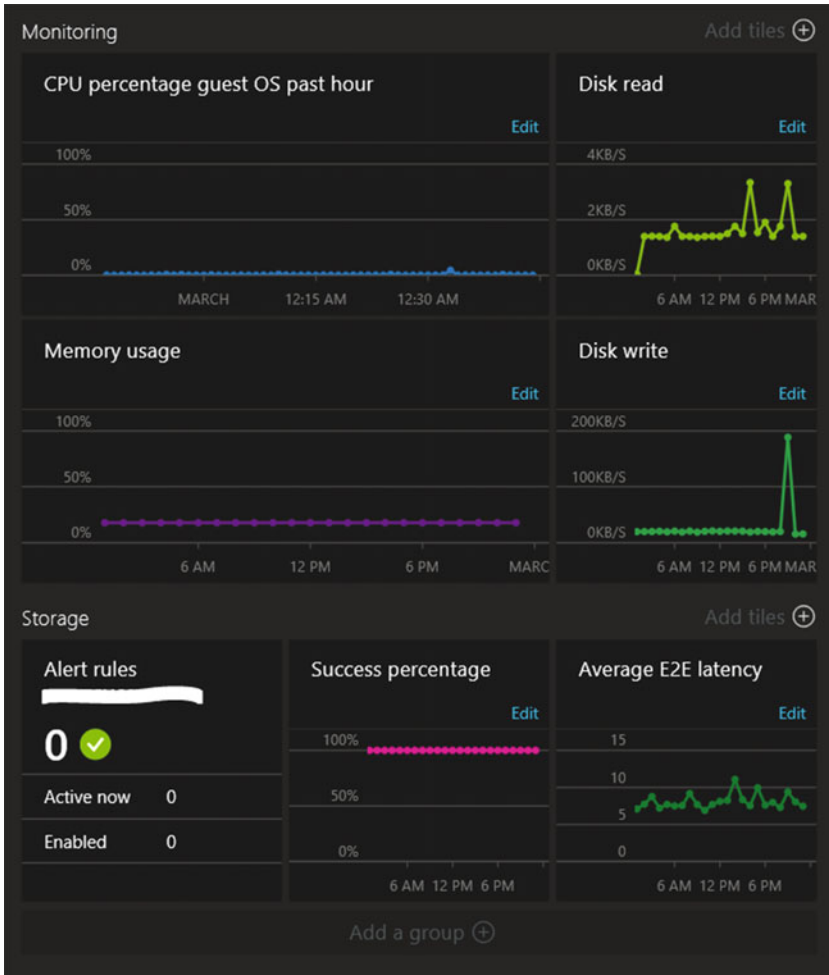 Monitoring
Add tiles
CPU percentage guest OS past hour
Edit
100%
50%
0%
MARCH 12:15 AM 12:30 AM
Disk read
Edit
4KB/S
2KB/S
0KB/S
6 AM 12 PM 6 PM MAR
Memory usage
Edit
100%
50%
0%
6 AM 12 PM 6 PM MARC
Disk write
Edit
200KB/S
100KB/S
0KB/S
6 AM 12 PM 6 PM MAR
Storage
Add tiles
Alert rules
0
Active now 0
Enabled 0
Success percentage
Edit
100%
50%
0%
6 AM 12 PM 6 PM
Average E2E latency
Edit
15
10
5
0
6 AM 12 PM 6 PM
Add a group